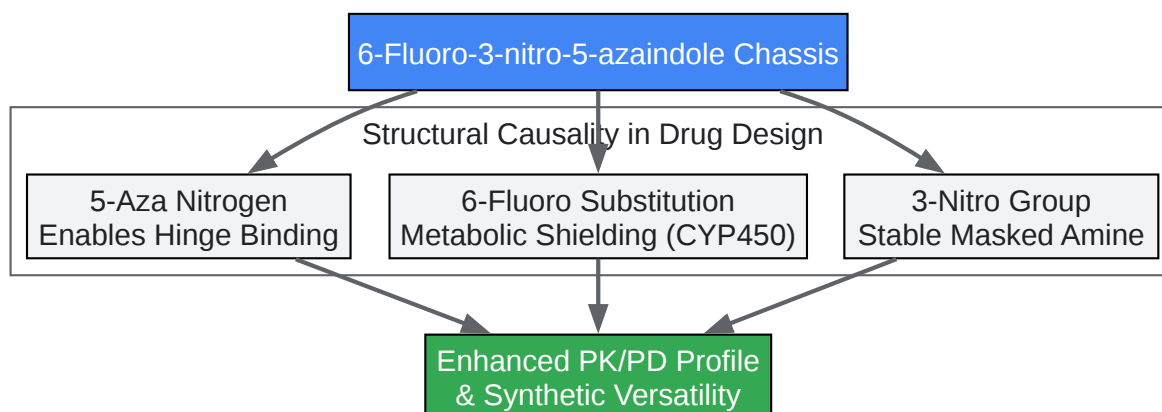 6-Fluoro-3-nitro-5-azaindole Chassis
Structural Causality in Drug Design
5-Aza Nitrogen
Enables Hinge Binding
6-Fluoro Substitution
Metabolic Shielding (CYP450)
3-Nitro Group
Stable Masked Amine
Enhanced PK/PD Profile
& Synthetic Versatility